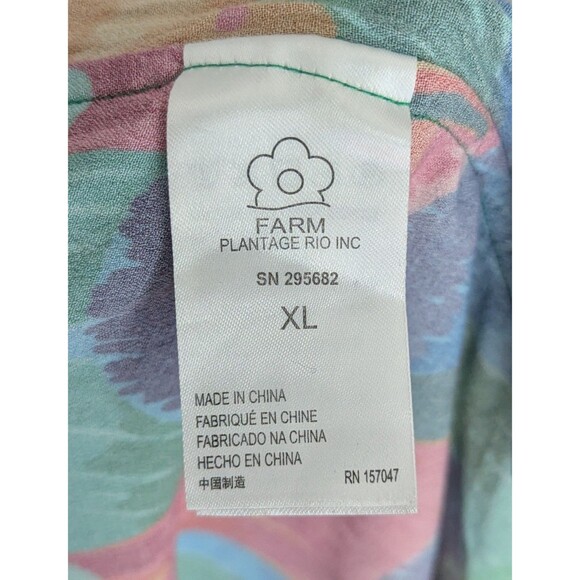 FARM
PLANTAGE RIO INC
SN 295682
XL
MADE IN CHINA
FABRIQUÉ EN CHINE
FABRICADO NA CHINA
HECHO EN CHINA
中国制造
RN 157047